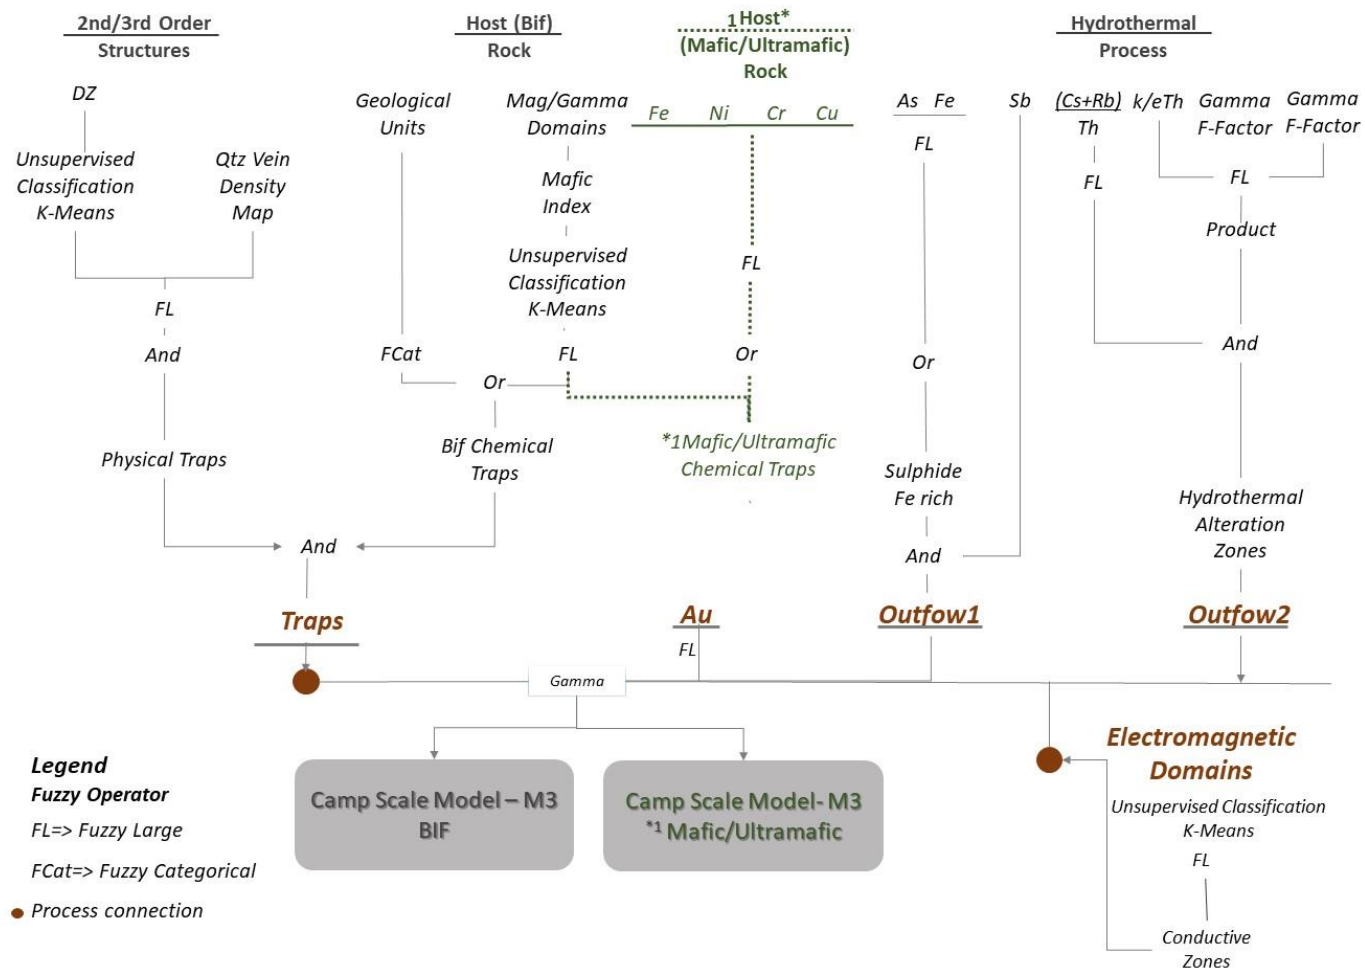 2nd/3rd Order
Structures
Host (Bif)
Rock
1Host*
(Mafic/Ultramafic)
Rock
Hydrothermal
Process
DZ
Unsupervised
Classification
K-Means
Qtz Vein
Density
Map
FL
And
Physical Traps
Geological
Units
FCat
Mag/Gamma
Domains
Mafic
Index
Unsupervised
Classification
K-Means
FL
Or
Bif Chemical
Traps
Fe Ni Cr Cu
FL
Or
*1Mafic/Ultramafic
Chemical Traps
As Fe
FL
Or
Sulphide
Fe rich
And
Sb
(Cs+Rb)
Th
FL
k/eTh
Gamma
F-Factor
Gamma
F-Factor
FL
Product
And
Hydrothermal
Alteration
Zones
And
Traps
Au
FL
Outfow1
Outfow2
Gamma
Camp Scale Model – M3
BIF
Camp Scale Model- M3
*1 Mafic/Ultramafic
Electromagnetic
Domains
Unsupervised Classification
K-Means
FL
Conductive
Zones
Legend
Fuzzy Operator
FL=> Fuzzy Large
FCat=> Fuzzy Categorical
Process connection